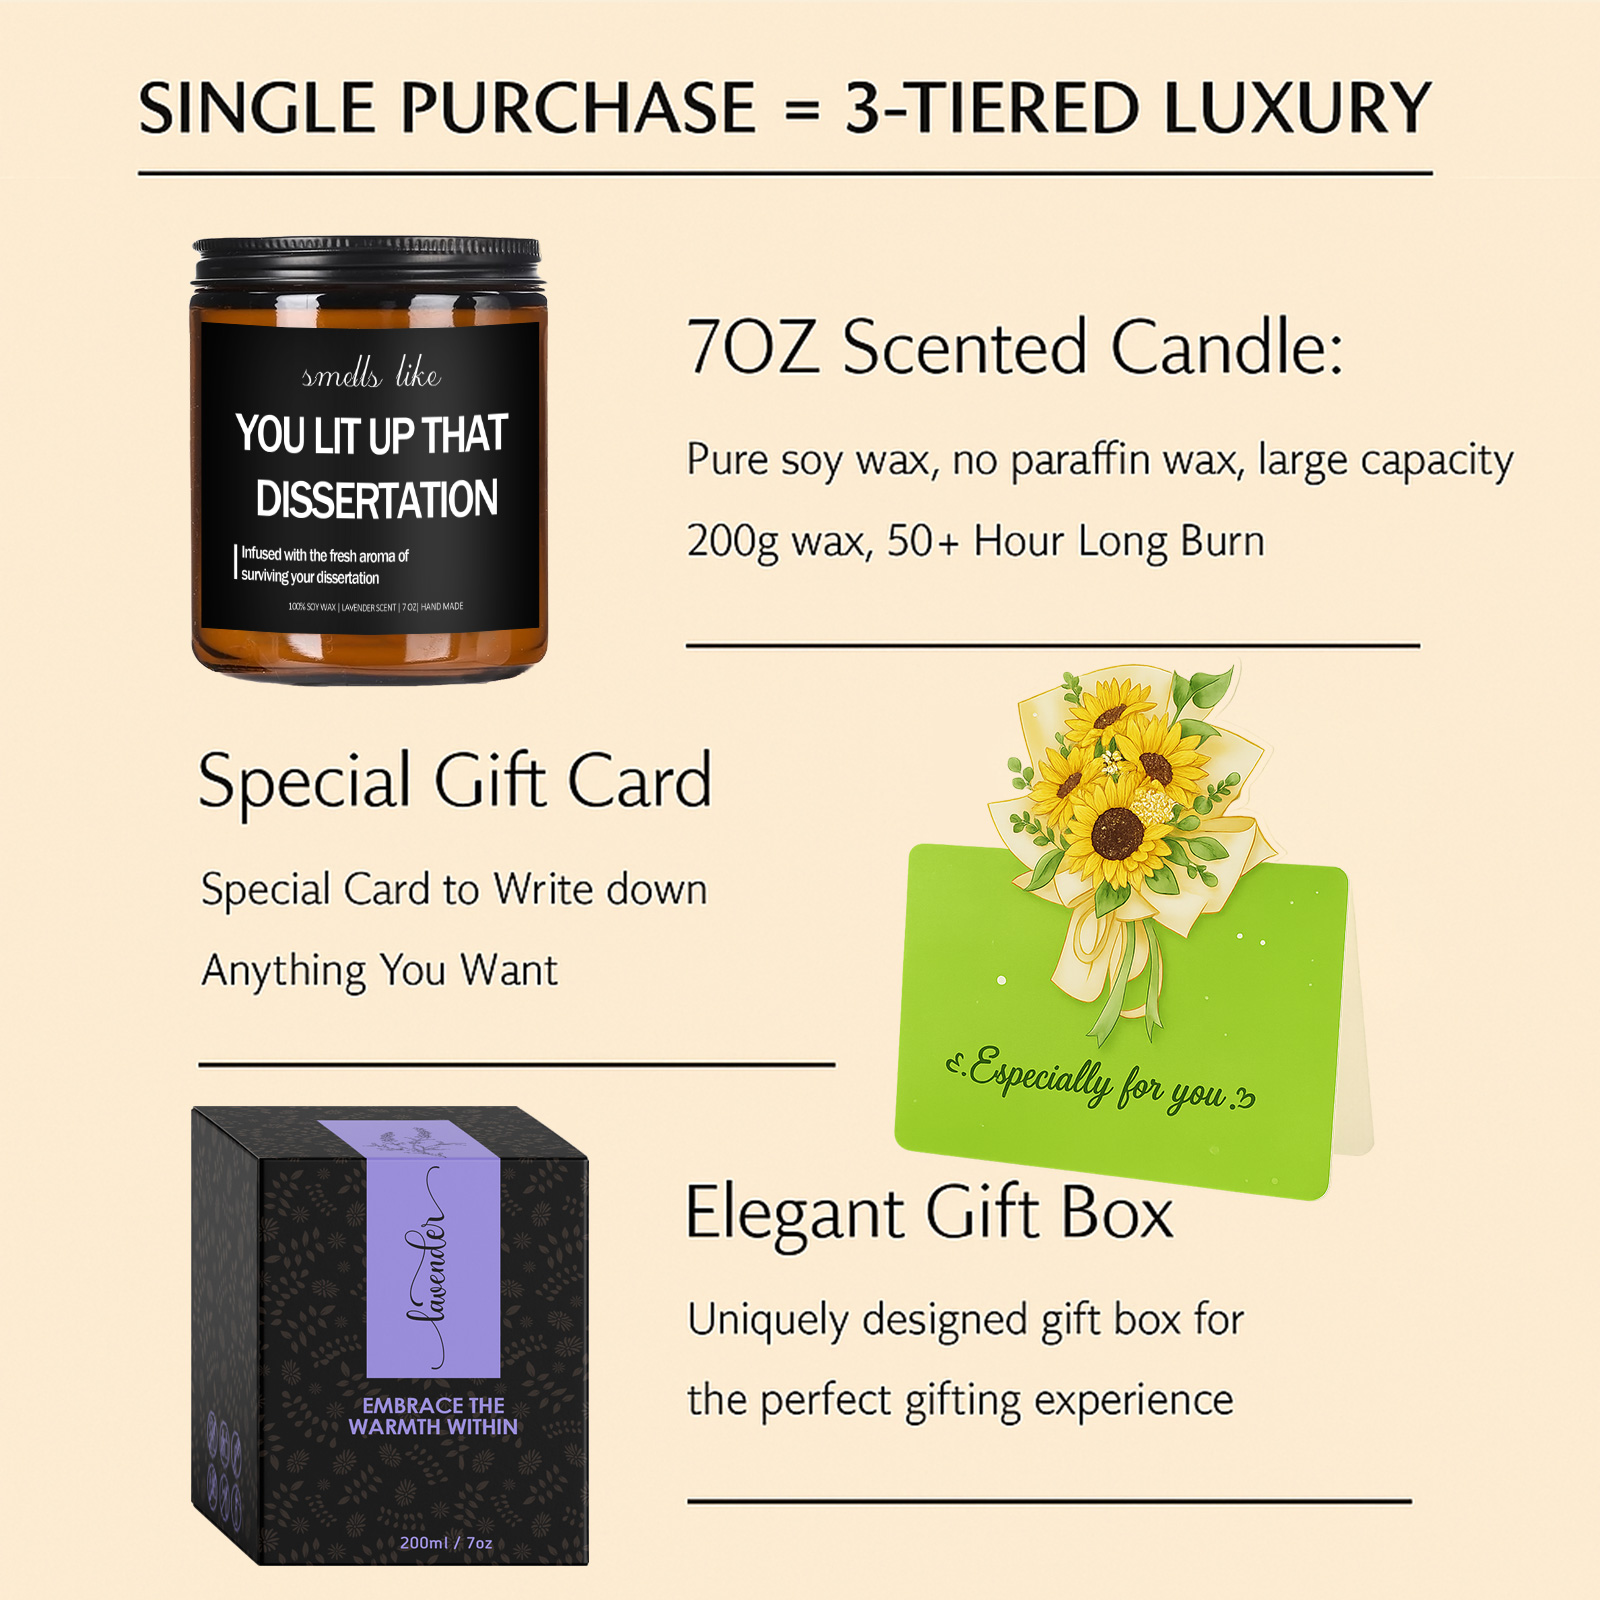 SINGLE PURCHASE = 3-TIERED LUXURY
smells like
YOU LIT UP THAT
DISSERTATION
Infused with the fresh aroma of
surviving your dissertation
100% SOY WAX | LAVENDER SCENT | 7 OZ| HAND MADE
7OZ Scented Candle:
Pure soy wax, no paraffin wax, large capacity
200g wax, 50+ Hour Long Burn
Special Gift Card
Special Card to Write down
Anything You Want
Especially for you
lavender
EMBRACE THE
WARMTH WITHIN
200ml / 7oz
Elegant Gift Box
Uniquely designed gift box for
the perfect gifting experience